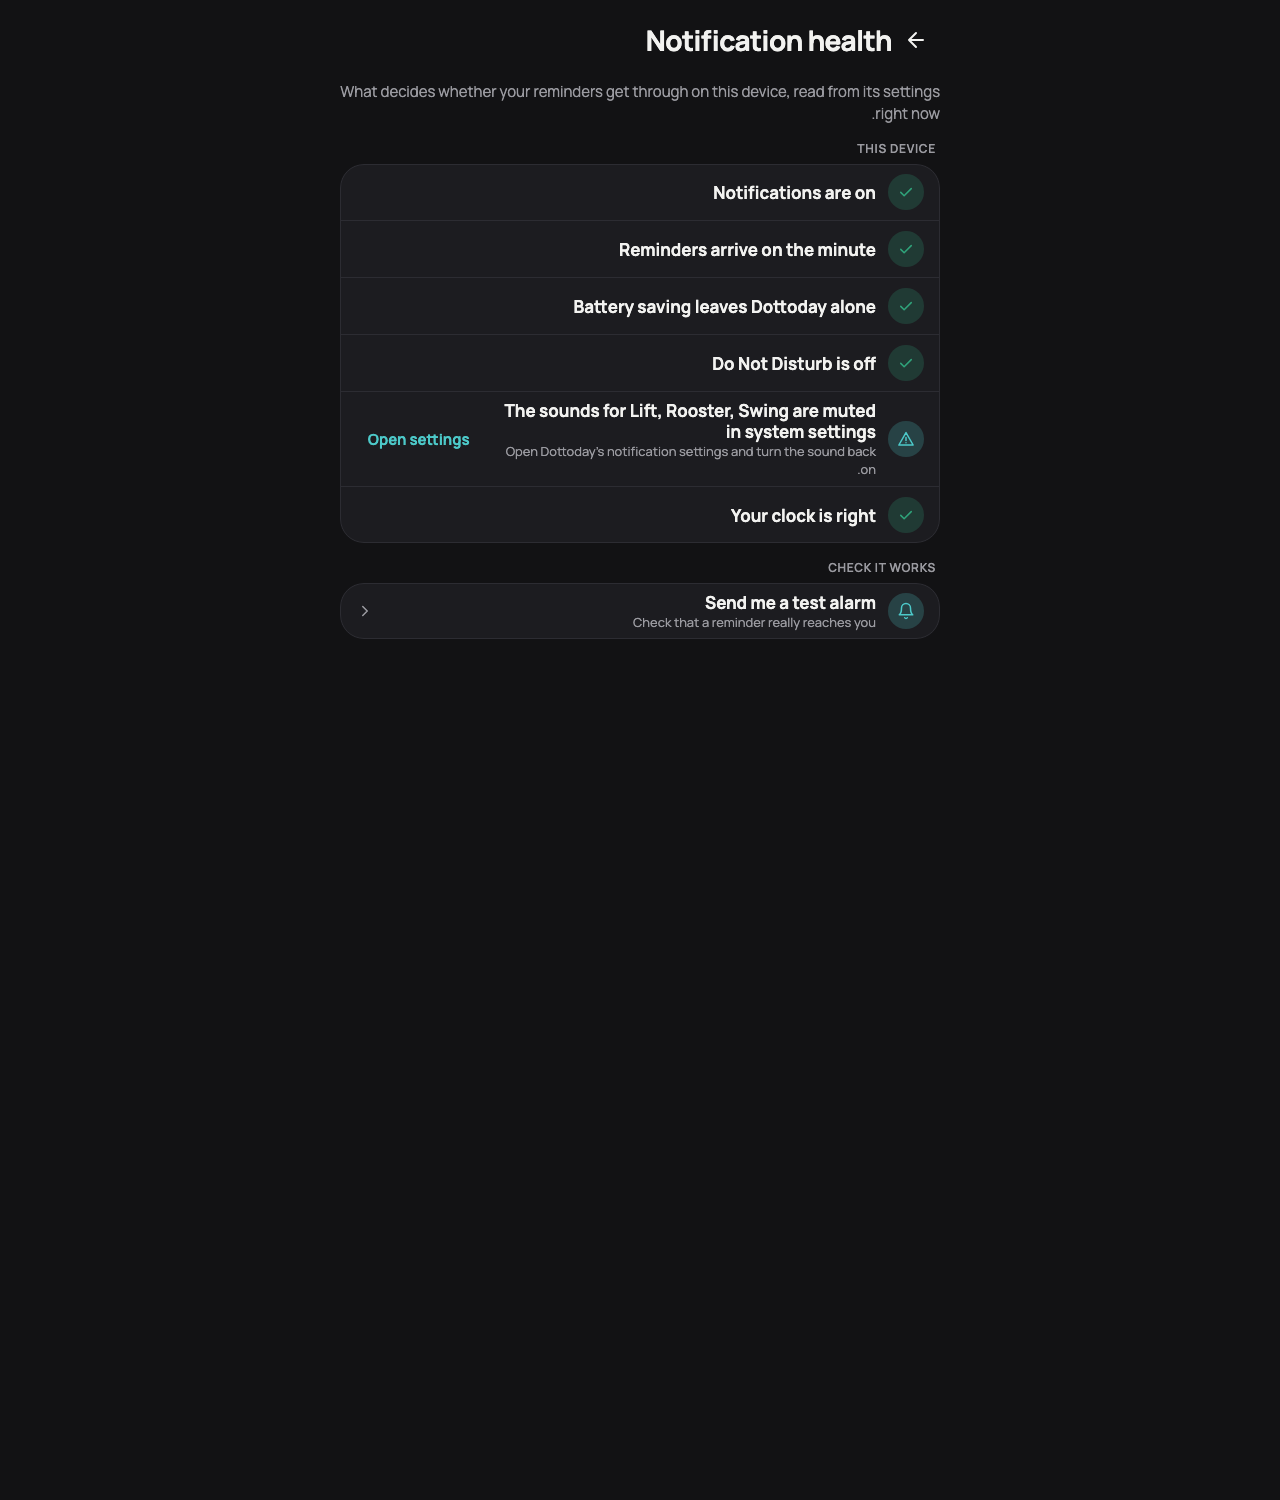 Notification health
What decides whether your reminders get through on this device, read from its settings
.right now
THIS DEVICE
Notifications are on
Reminders arrive on the minute
Battery saving leaves Dottoday alone
Do Not Disturb is off
The sounds for Lift, Rooster, Swing are muted
in system settings
Open Dottoday's notification settings and turn the sound back
.on
Open settings
Your clock is right
CHECK IT WORKS
Send me a test alarm
Check that a reminder really reaches you